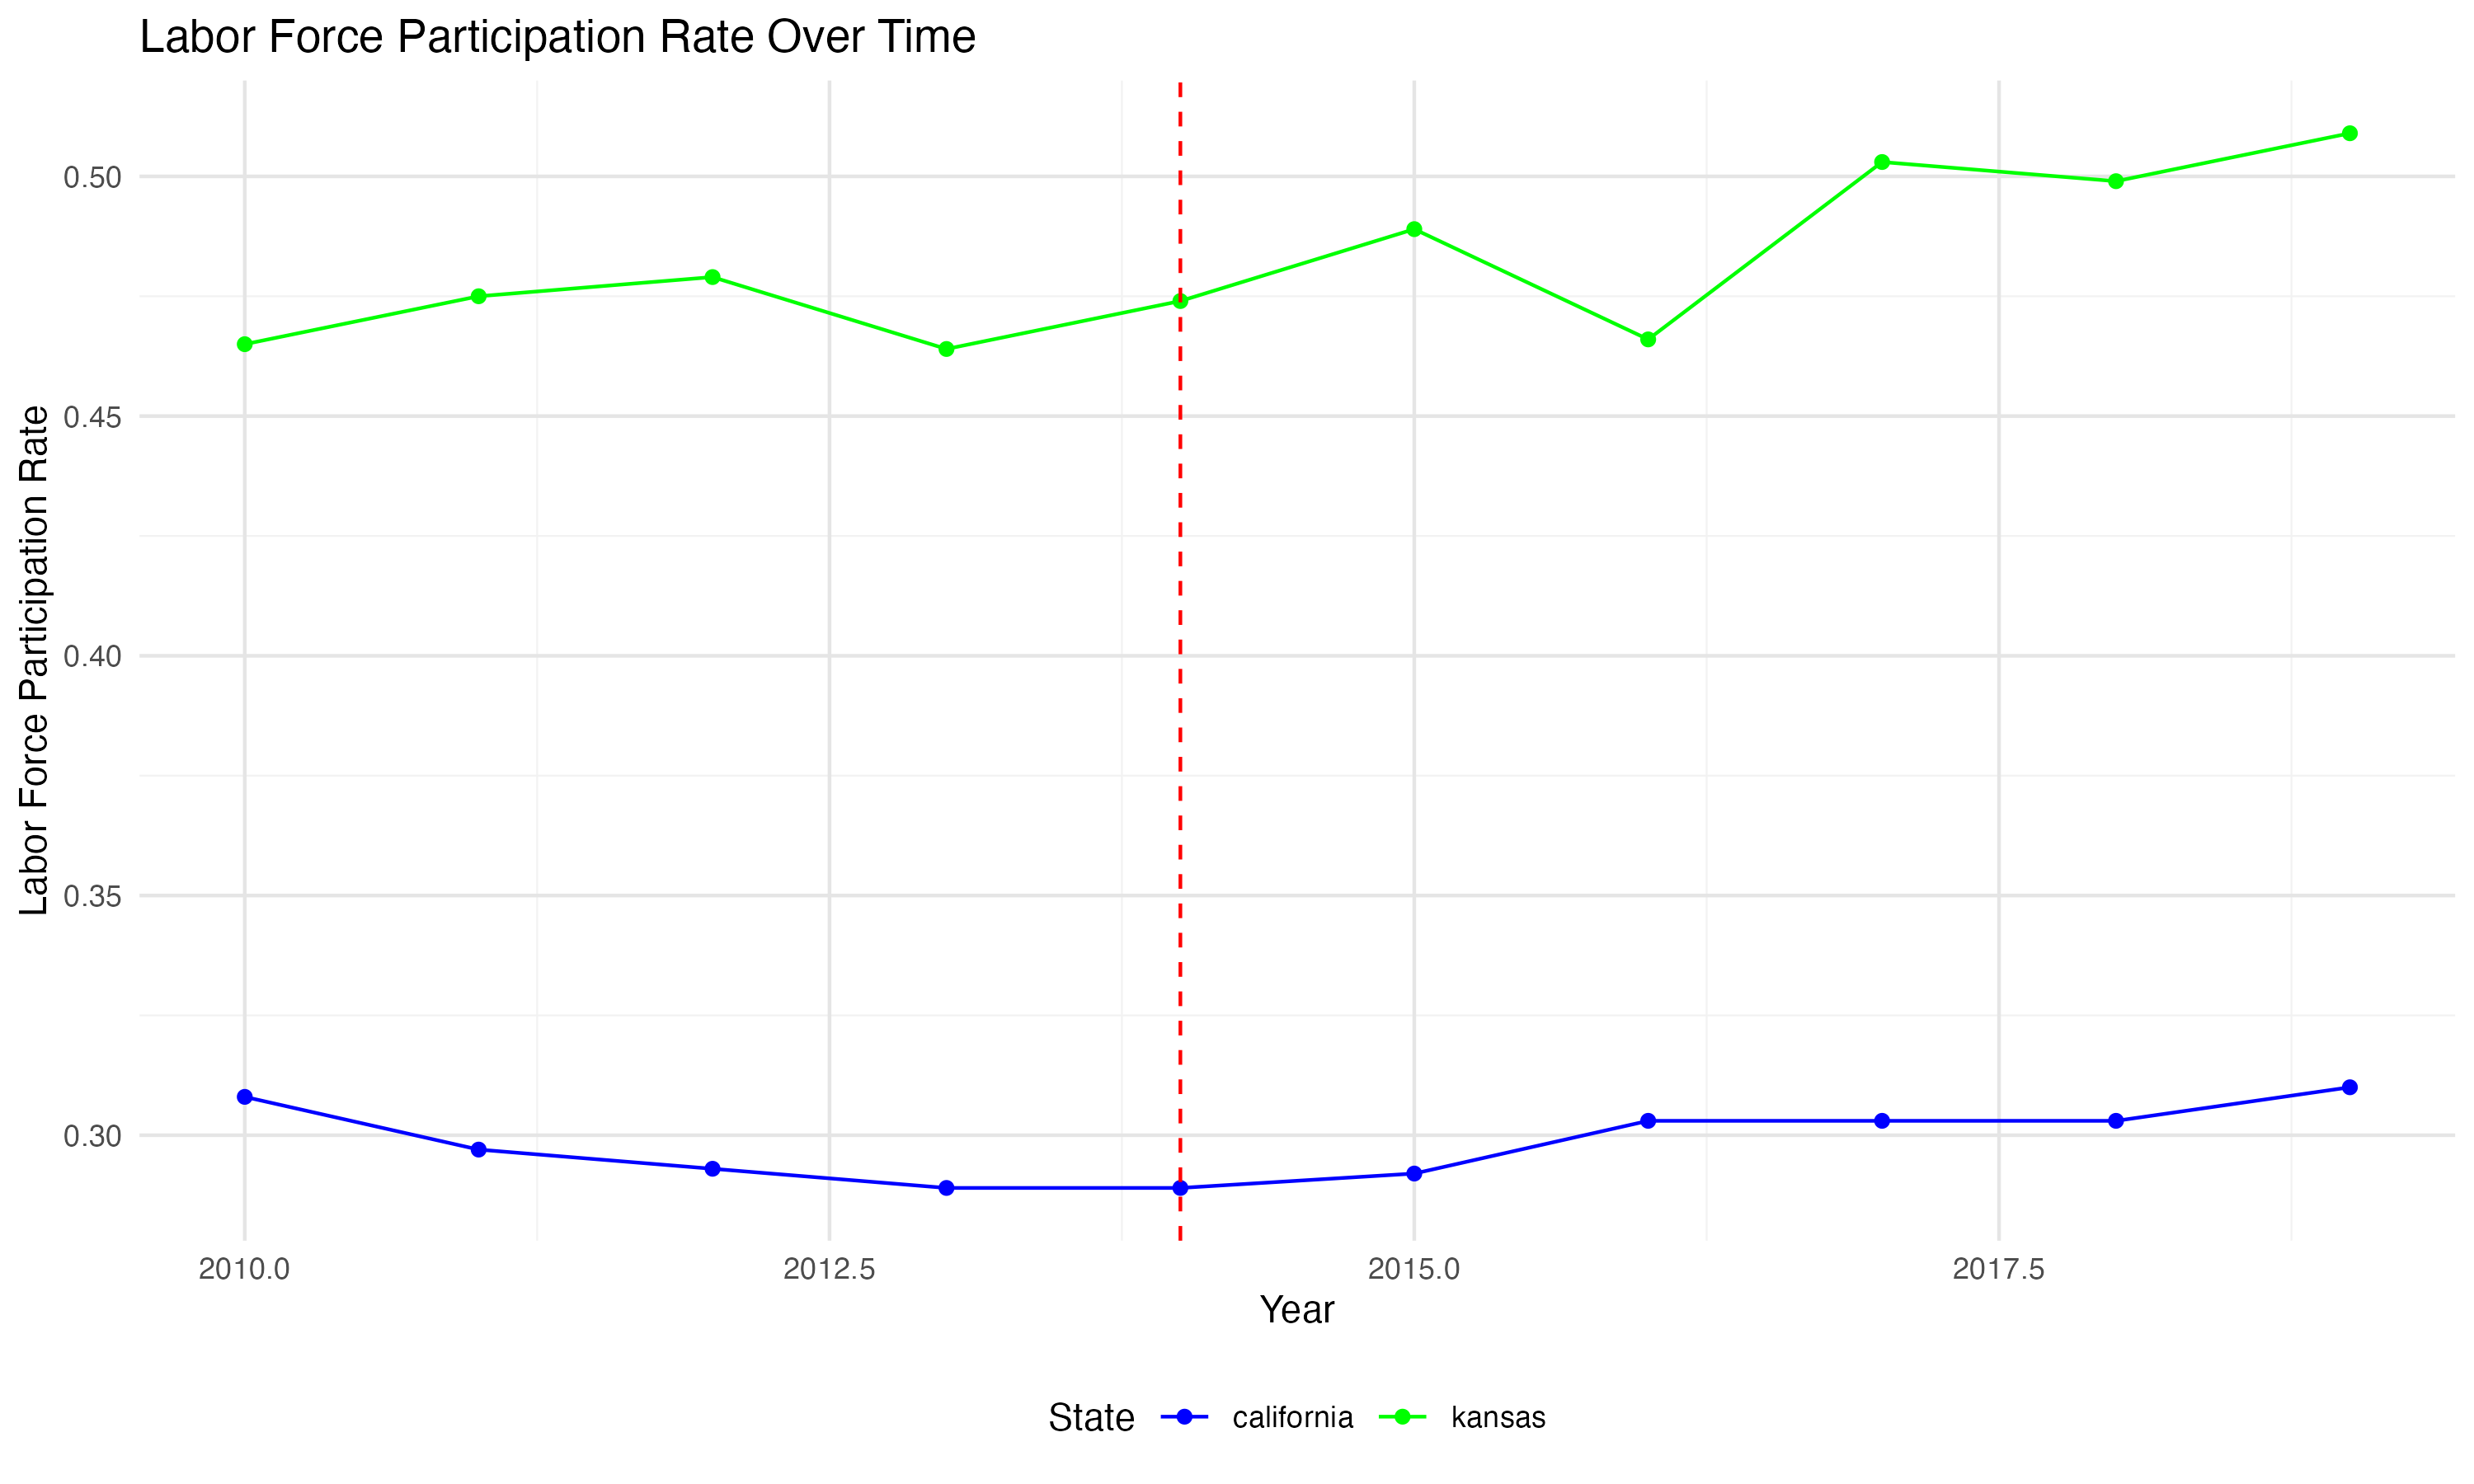 Labor Force Participation Rate Over Time
Labor Force Participation Rate
0.50
0.45
0.40
0.35
0.30
2010.0
2012.5
2015.0
2017.5
Year
State
california
kansas